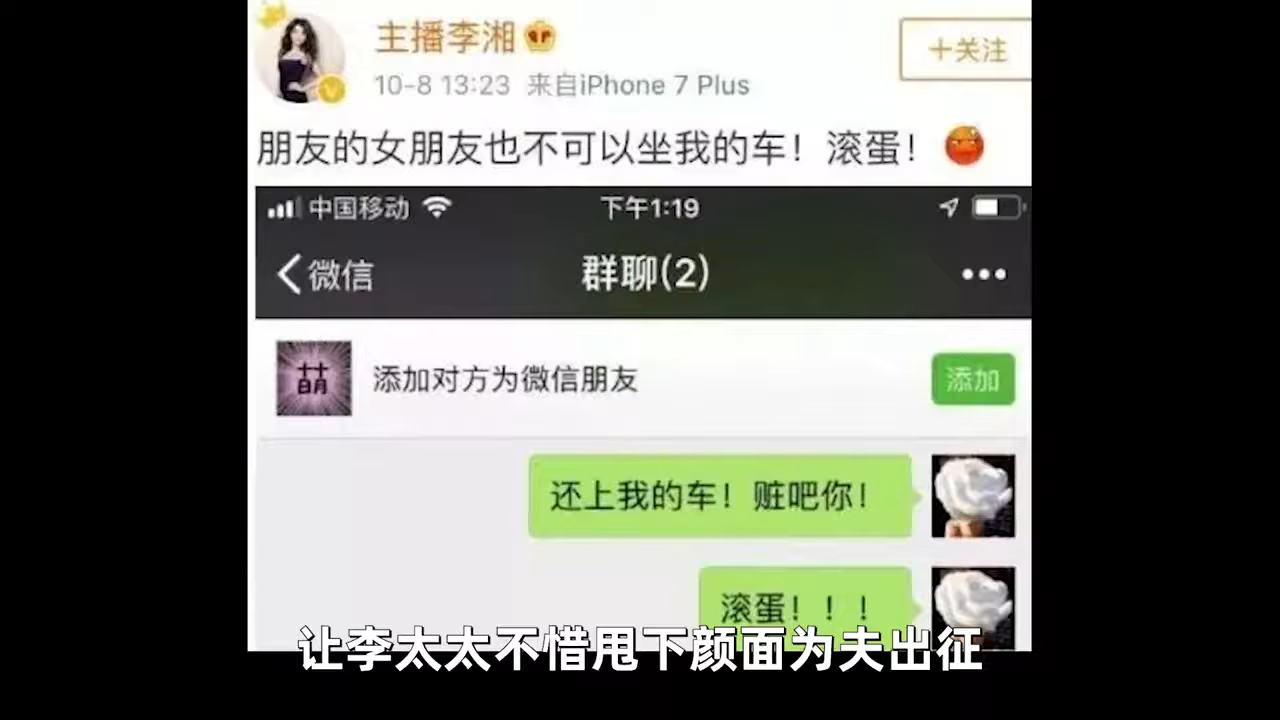 主播李湘
十关注
10-8 13:23 来自iPhone 7 Plus
朋友的女朋友也不可以坐我的车！滚蛋！
中国移动 下午1:19
微信 群聊(2)
萌 添加对方为微信朋友 添加
还上我的车！脏吧你！
滚蛋！！！
让李太太不惜甩下颜面为夫出征